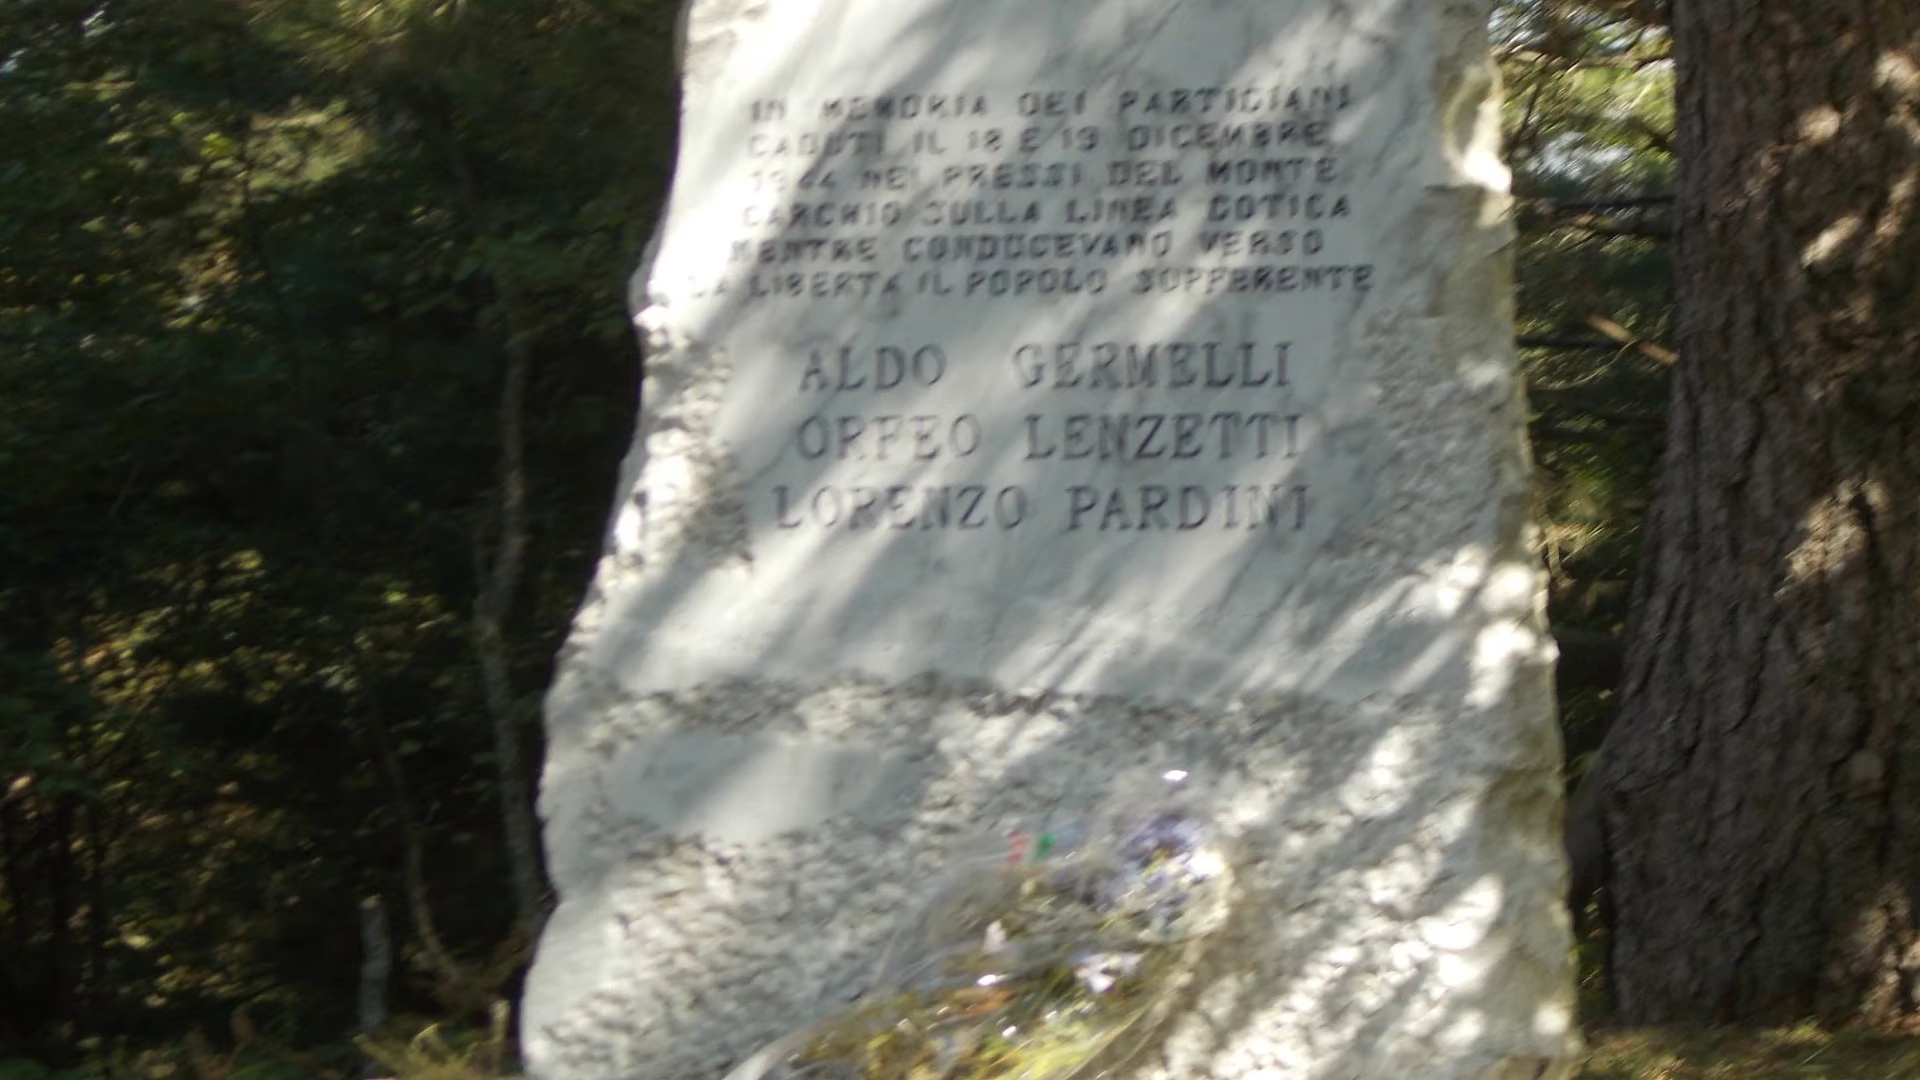 IN MEMORIA DEI PARTIGIANI
CADUTI IL 18 E 19 DICEMBRE
1944 NEI PRESSI DEL MONTE
CARCHIO SULLA LINEA GOTICA
MENTRE CONDUCEVANO VERSO
LA LIBERTA IL POPOLO SOFFERENTE
ALDO GERMELLI
ORFEO LENZETTI
LORENZO PARDINI